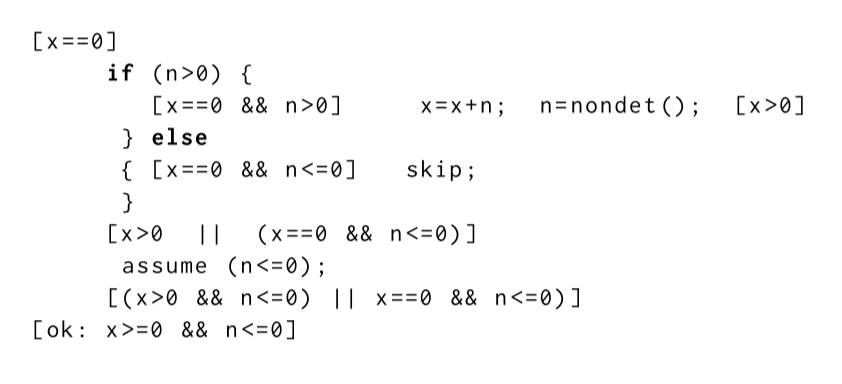 [x==0]
if (n>0) {
[x==0 && n>0] x=x+n; n=nondet(); [x>0]
} else
{ [x==0 && n<=0] skip;
}
[x>0 || (x==0 && n<=0)]
assume (n<=0);
[(x>0 && n<=0) || x==0 && n<=0)]
[ok: x>=0 && n<=0]